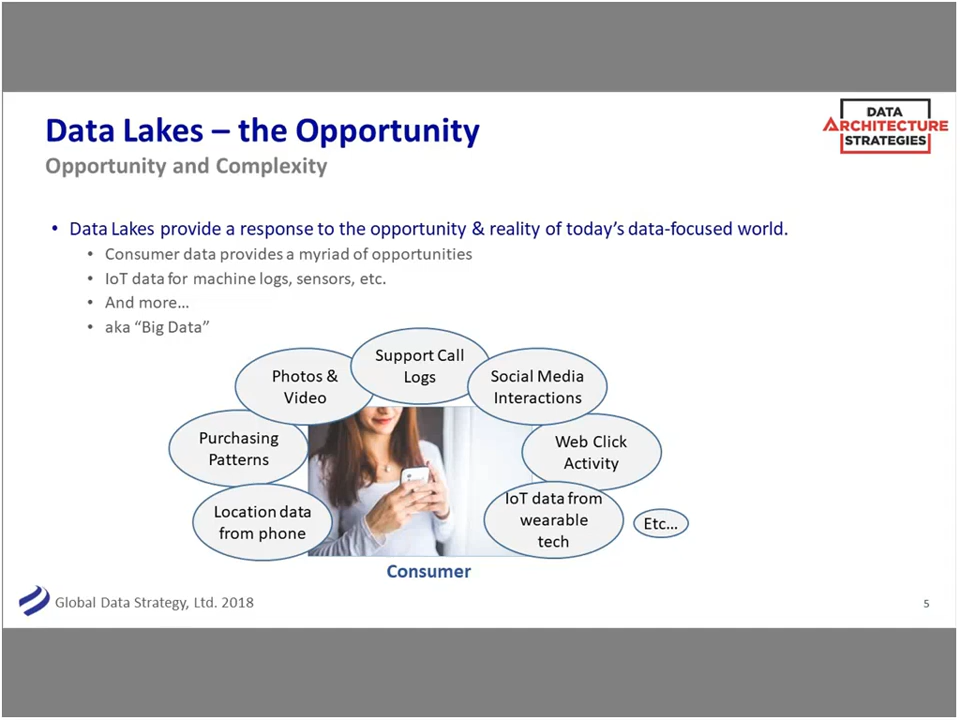 Data Lakes – the Opportunity
Opportunity and Complexity
DATA
ARCHITECTURE
STRATEGIES
• Data Lakes provide a response to the opportunity & reality of today's data-focused world.
• Consumer data provides a myriad of opportunities
• IoT data for machine logs, sensors, etc.
• And more…
• aka “Big Data”
Support Call
Logs
Photos &
Video
Social Media
Interactions
Purchasing
Patterns
Web Click
Activity
Location data
from phone
IoT data from
wearable
tech
Etc…
Consumer
Global Data Strategy, Ltd. 2018
5